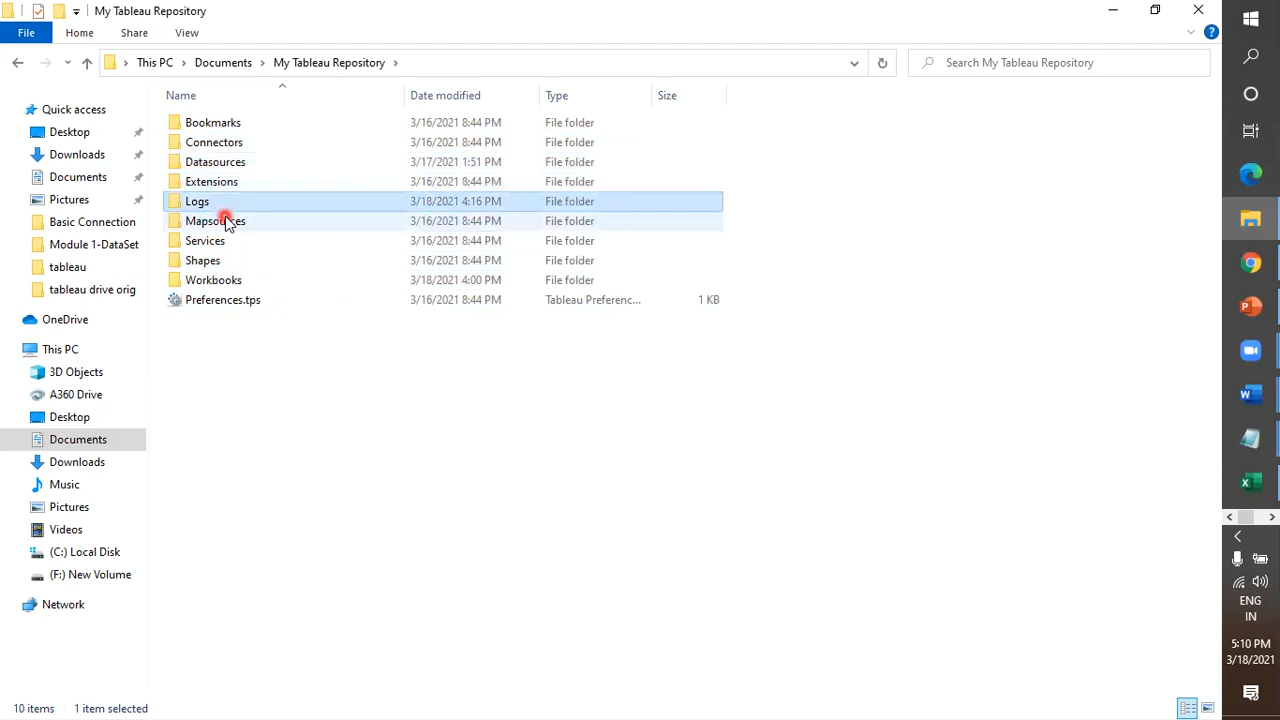 My Tableau Repository
File Home Share View
This PC Documents My Tableau Repository
Search My Tableau Repository
Name Date modified Type Size
Quick access
Desktop
Downloads
Documents
Pictures
Basic Connection
Module 1-DataSet
tableau
tableau drive orig
OneDrive
This PC
3D Objects
A360 Drive
Desktop
Documents
Downloads
Music
Pictures
Videos
(C:) Local Disk
(F:) New Volume
Network
Bookmarks 3/16/2021 8:44 PM File folder
Connectors 3/16/2021 8:44 PM File folder
Datasources 3/17/2021 1:51 PM File folder
Extensions 3/16/2021 8:44 PM File folder
Logs 3/18/2021 4:16 PM File folder
Mapsources 3/16/2021 8:44 PM File folder
Services 3/16/2021 8:44 PM File folder
Shapes 3/16/2021 8:44 PM File folder
Workbooks 3/18/2021 4:00 PM File folder
Preferences.tps 3/16/2021 8:44 PM Tableau Preferenc... 1 KB
10 items 1 item selected
ENG
IN
5:10 PM
3/18/2021